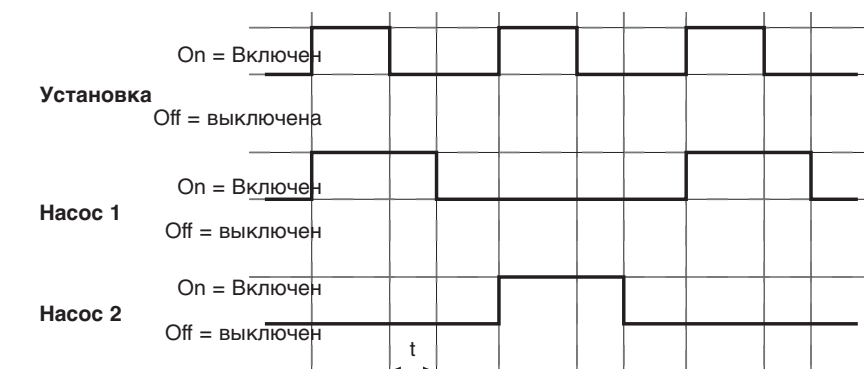 On = Включен
Установка
Off = выключена
On = Включен
Насос 1
Off = выключен
On = Включен
Насос 2
Off = выключен
t